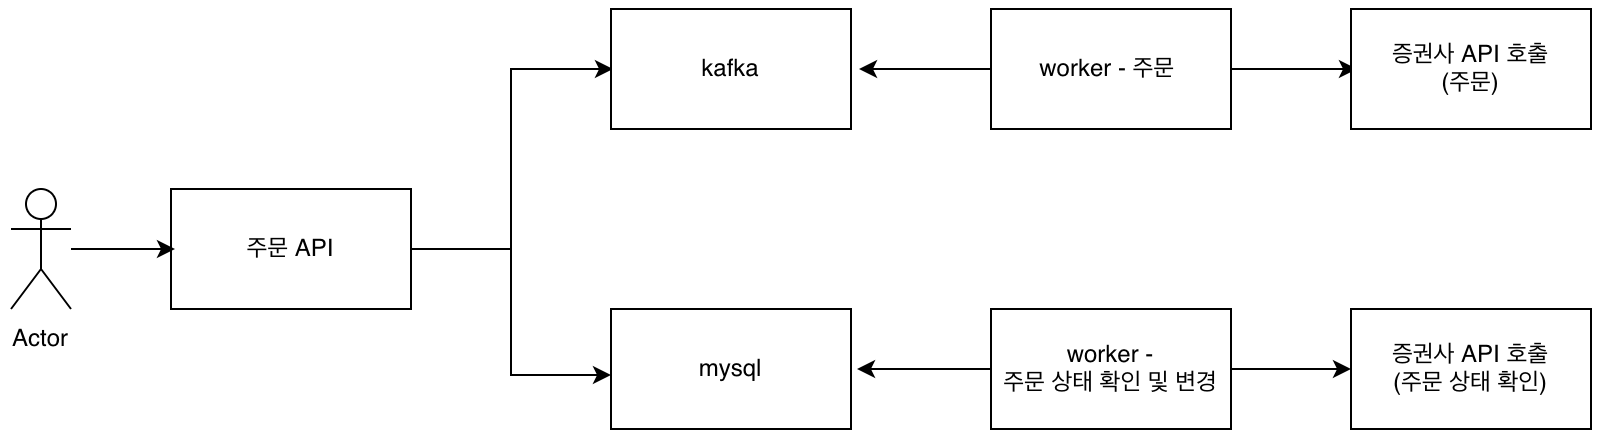 Actor
주문 API
kafka
worker - 주문
증권사 API 호출
(주문)
mysql
worker -
주문 상태 확인 및 변경
증권사 API 호출
(주문 상태 확인)